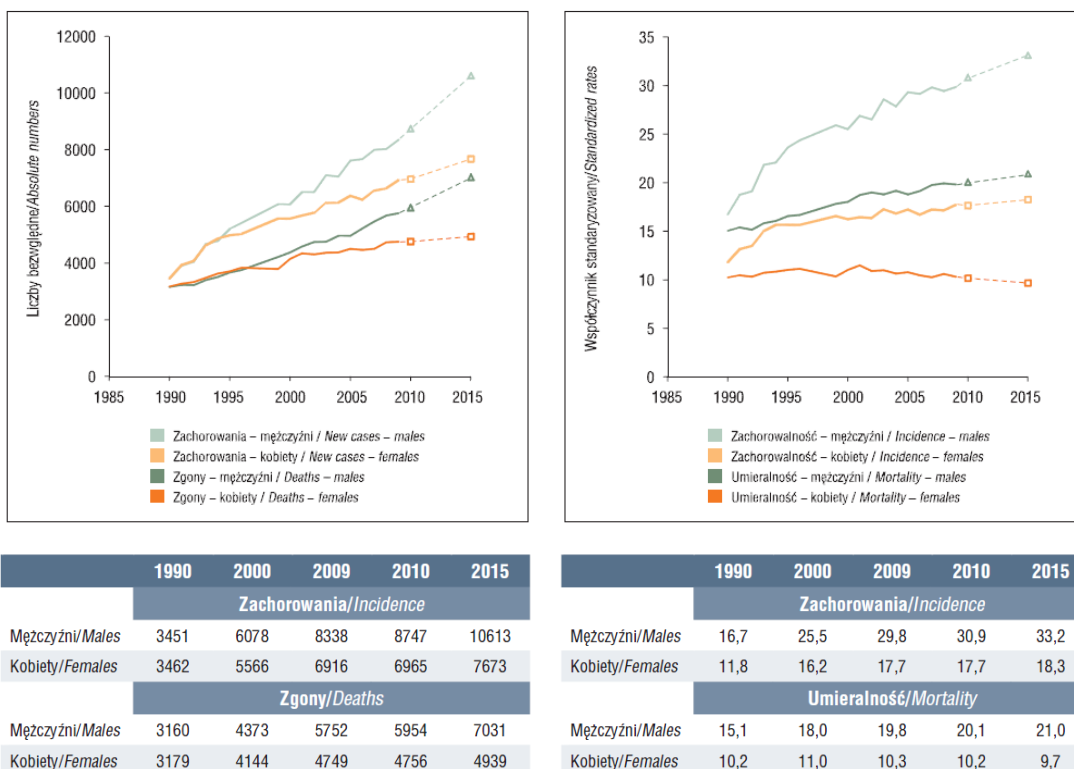 Liczby bezwględne/Absolute numbers
12000
10000
8000
6000
4000
2000
0
1985 1990 1995 2000 2005 2010 2015
Zachorowania – mężczyźni / New cases – males
Zachorowania – kobiety / New cases – females
Zgony – mężczyźni / Deaths – males
Zgony – kobiety / Deaths – females
Współczynnik standaryzowany/Standardized rates
35
30
25
20
15
10
5
0
1985 1990 1995 2000 2005 2010 2015
Zachorowalność – mężczyźni / Incidence – males
Zachorowalność – kobiety / Incidence – females
Umieralność – mężczyźni / Mortality – males
Umieralność – kobiety / Mortality – females
1990 2000 2009 2010 2015
Zachorowania/Incidence
Mężczyźni/Males 3451 6078 8338 8747 10613
Kobiety/Females 3462 5566 6916 6965 7673
Zgony/Deaths
Mężczyźni/Males 3160 4373 5752 5954 7031
Kobiety/Females 3179 4144 4749 4756 4939
1990 2000 2009 2010 2015
Zachorowania/Incidence
Mężczyźni/Males 16,7 25,5 29,8 30,9 33,2
Kobiety/Females 11,8 16,2 17,7 17,7 18,3
Umieralność/Mortality
Mężczyźni/Males 15,1 18,0 19,8 20,1 21,0
Kobiety/Females 10,2 11,0 10,3 10,2 9,7